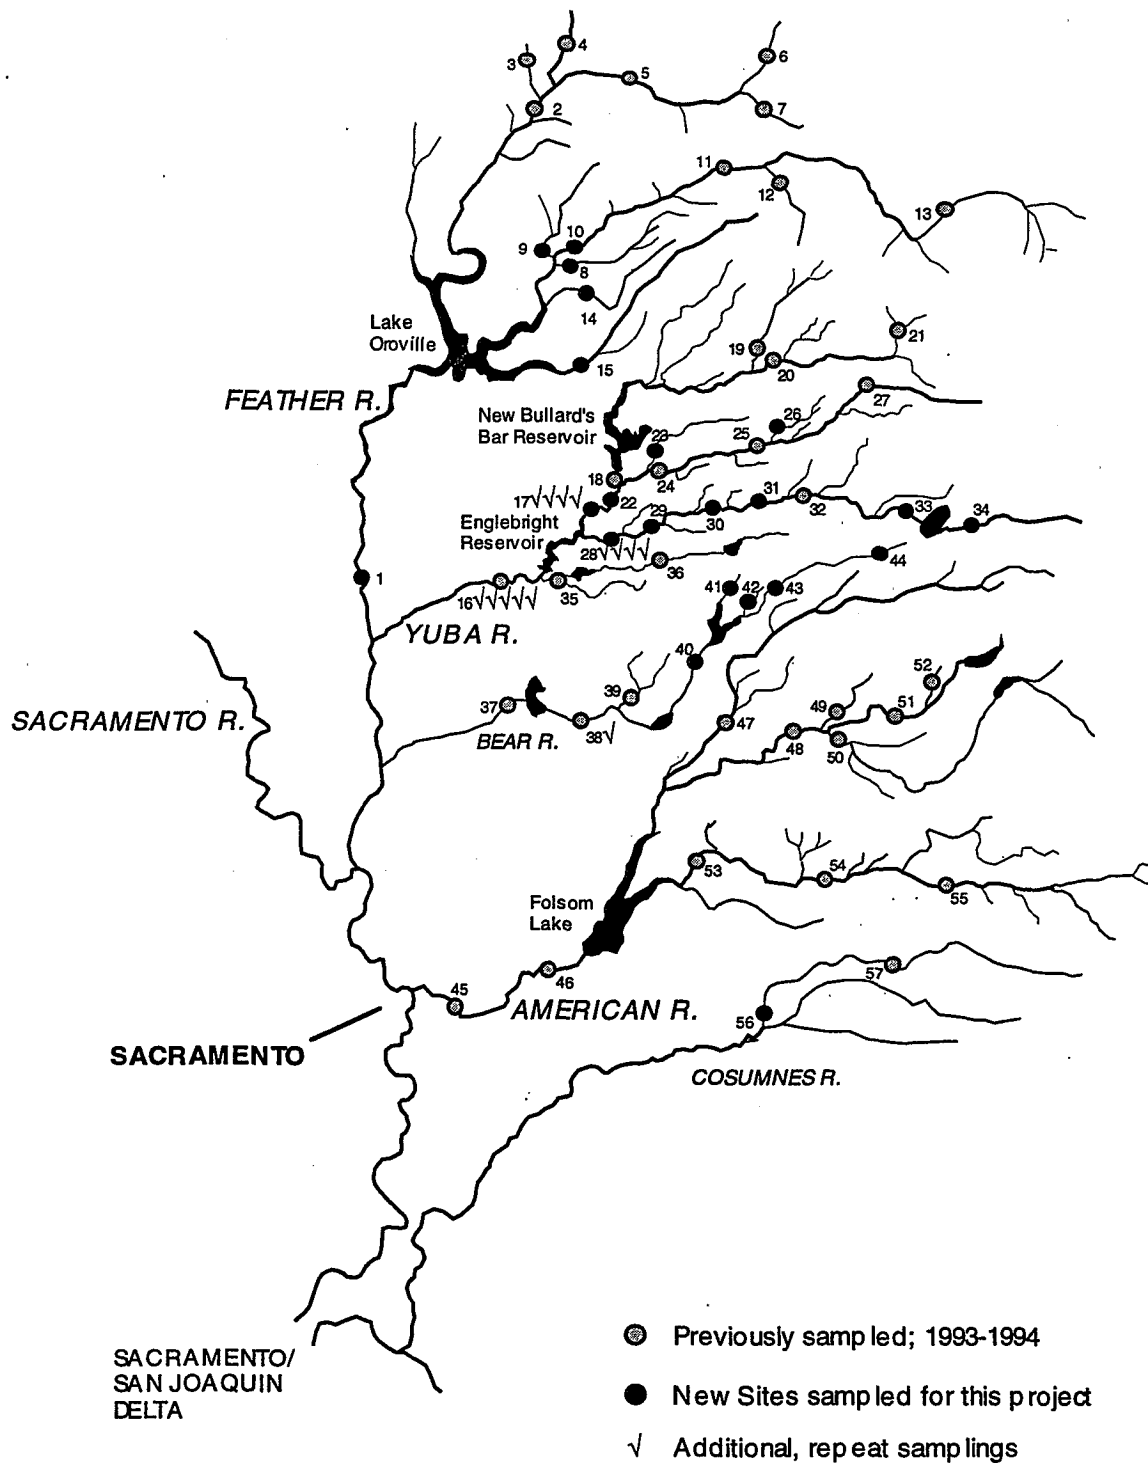 4
3
6
5
2
7
11
12
13
10
9
8
14
Lake
Oroville
15
19
20
21
FEATHER R.
27
New Bullard's
Bar Reservoir
23
26
25
18
24
17√√√√
22
31
32
29
30
33
34
Englebright
Reservoir
28√√√√
36
44
1
16√√√√√
35
41
42
43
YUBA R.
40
52
SACRAMENTO R.
37
39
38√
BEAR R.
47
49
51
48
50
53
54
55
Folsom
Lake
57
46
45
AMERICAN R.
56
SACRAMENTO
COSUMNES R.
Previously sampled; 1993-1994
SACRAMENTO/
SAN JOAQUIN
DELTA
New Sites sampled for this project
√ Additional, repeat samplings